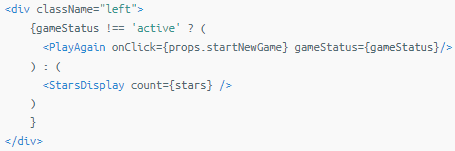 <div className="left">
{gameStatus !== 'active' ? (
<PlayAgain onClick={props.startNewGame} gameStatus={gameStatus}/>
) : (
<StarsDisplay count={stars} />
)
}
</div>